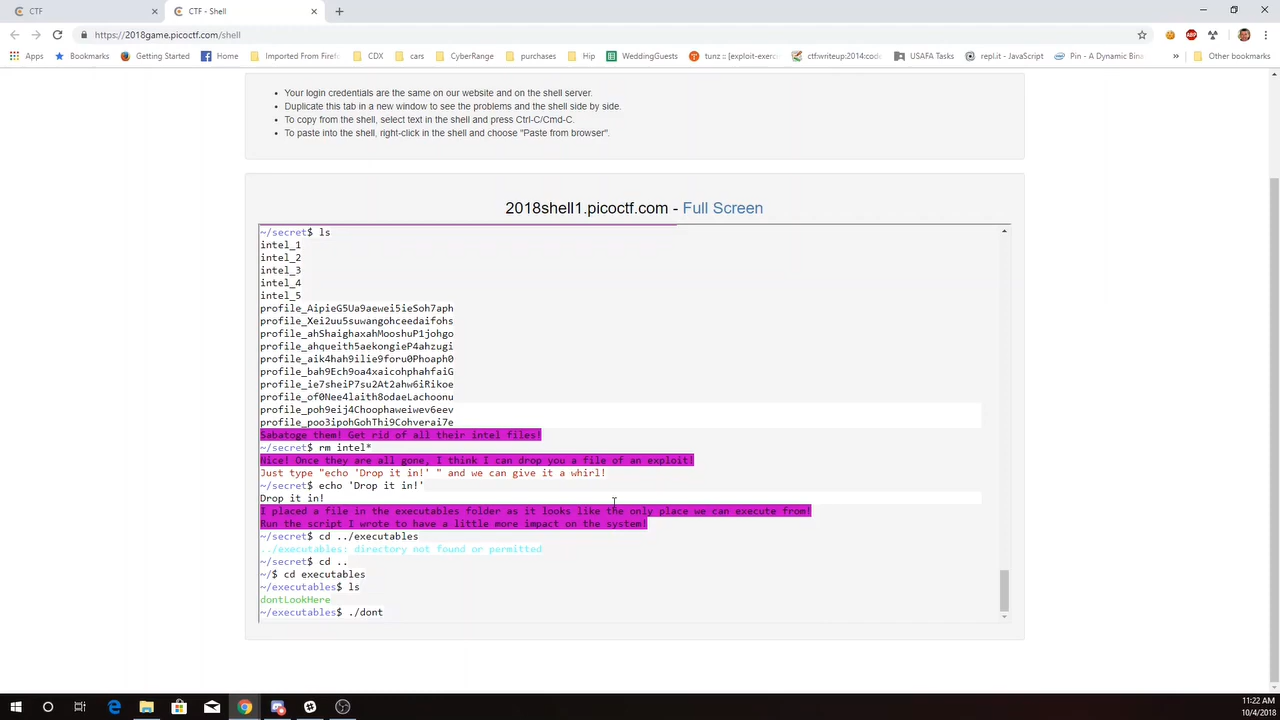 CTF
CTF - Shell
https://2018game.picoctf.com/shell
Apps
Bookmarks
Getting Started
Home
Imported From Firef
CDX
cars
CyberRange
purchases
Hip
WeddingGuests
tunz :: [exploit-exerc
ctf:writeup:2014:code
»
USAFA Tasks
repl.it - JavaScript
Pin - A Dynamic Bina
Other bookmarks
• Your login credentials are the same on our website and on the shell server.
• Duplicate this tab in a new window to see the problems and the shell side by side.
• To copy from the shell, select text in the shell and press Ctrl-C/Cmd-C.
• To paste into the shell, right-click in the shell and choose "Paste from browser".
2018shell1.picoctf.com - Full Screen
~/secret$ ls
intel_1
intel_2
intel_3
intel_4
intel_5
profile_AipieG5Ua9aewei5ieSoh7aph
profile_Xei2uu5suwangohceedaifohs
profile_ahShaighaxahMooshuP1johgo
profile_ahqueith5aekongieP4ahzugi
profile_aik4hah9ilie9foru0Phoaph0
profile_bah9Ech9oa4xaicohphahfaiG
profile_ie7sheiP7su2At2ahw6iRikoe
profile_of0Nee4laith8odaeLachoonu
profile_poh9eij4Choophaweiwev6eev
profile_poo3ipohGohThi9Cohverai7e
Sabatoge them! Get rid of all their intel files!
~/secret$ rm intel*
Nice! Once they are all gone, I think I can drop you a file of an exploit!
Just type "echo 'Drop it in!' " and we can give it a whirl!
~/secret$ echo 'Drop it in!'
Drop it in!
I placed a file in the executables folder as it looks like the only place we can execute from!
Run the script I wrote to have a little more impact on the system!
~/secret$ cd ../executables
../executables: directory not found or permitted
~/secret$ cd ..
~/$ cd executables
~/executables$ ls
dontLookHere
~/executables$ ./dont
11:22 AM
10/4/2018